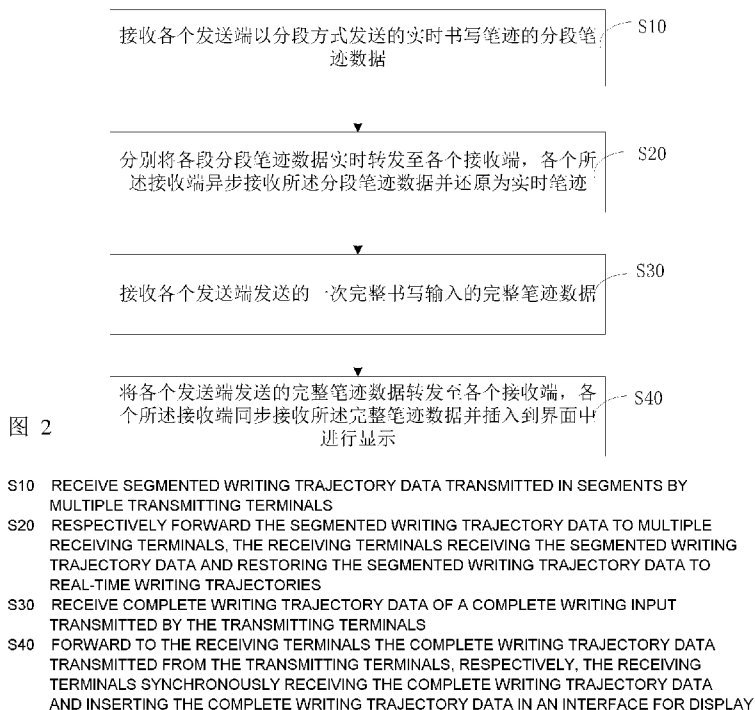 接收各个发送端以分段方式发送的实时书写笔迹的分段笔
迹数据
S10
分别将各段分段笔迹数据实时转发至各个接收端，各个所
述接收端异步接收所述分段笔迹数据并还原为实时笔迹
S20
接收各个发送端发送的一次完整书写输入的完整笔迹数据
S30
将各个发送端发送的完整笔迹数据转发至各个接收端，各
个所述接收端同步接收所述完整笔迹数据并插入到界面中
进行显示
S40
图 2
S10 RECEIVE SEGMENTED WRITING TRAJECTORY DATA TRANSMITTED IN SEGMENTS BY
MULTIPLE TRANSMITTING TERMINALS
S20 RESPECTIVELY FORWARD THE SEGMENTED WRITING TRAJECTORY DATA TO MULTIPLE
RECEIVING TERMINALS, THE RECEIVING TERMINALS RECEIVING THE SEGMENTED WRITING
TRAJECTORY DATA AND RESTORING THE SEGMENTED WRITING TRAJECTORY DATA TO
REAL-TIME WRITING TRAJECTORIES
S30 RECEIVE COMPLETE WRITING TRAJECTORY DATA OF A COMPLETE WRITING INPUT
TRANSMITTED BY THE TRANSMITTING TERMINALS
S40 FORWARD TO THE RECEIVING TERMINALS THE COMPLETE WRITING TRAJECTORY DATA
TRANSMITTED FROM THE TRANSMITTING TERMINALS, RESPECTIVELY, THE RECEIVING
TERMINALS SYNCHRONOUSLY RECEIVING THE COMPLETE WRITING TRAJECTORY DATA
AND INSERTING THE COMPLETE WRITING TRAJECTORY DATA IN AN INTERFACE FOR DISPLAY